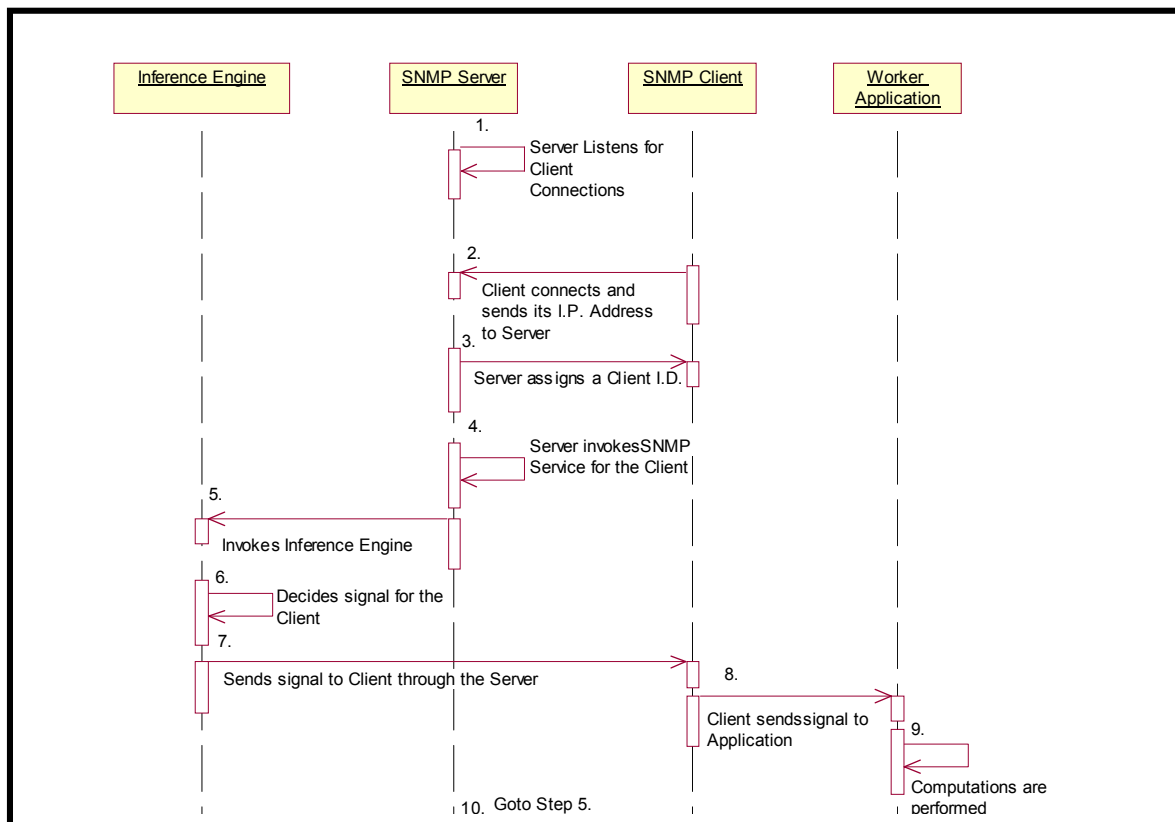 Inference Engine
SNMP Server
SNMP Client
Worker
Application
1.
Server Listens for
Client
Connections
2.
Client connects and
sends its I.P. Address
to Server
3.
Server assigns a Client I.D.
4.
Server invokesSNMP
Service for the Client
5.
Invokes Inference Engine
6.
Decides signal for the
Client
7.
Sends signal to Client through the Server
8.
Client sendssignal to
Application
9.
Computations are
performed
10. Goto Step 5.